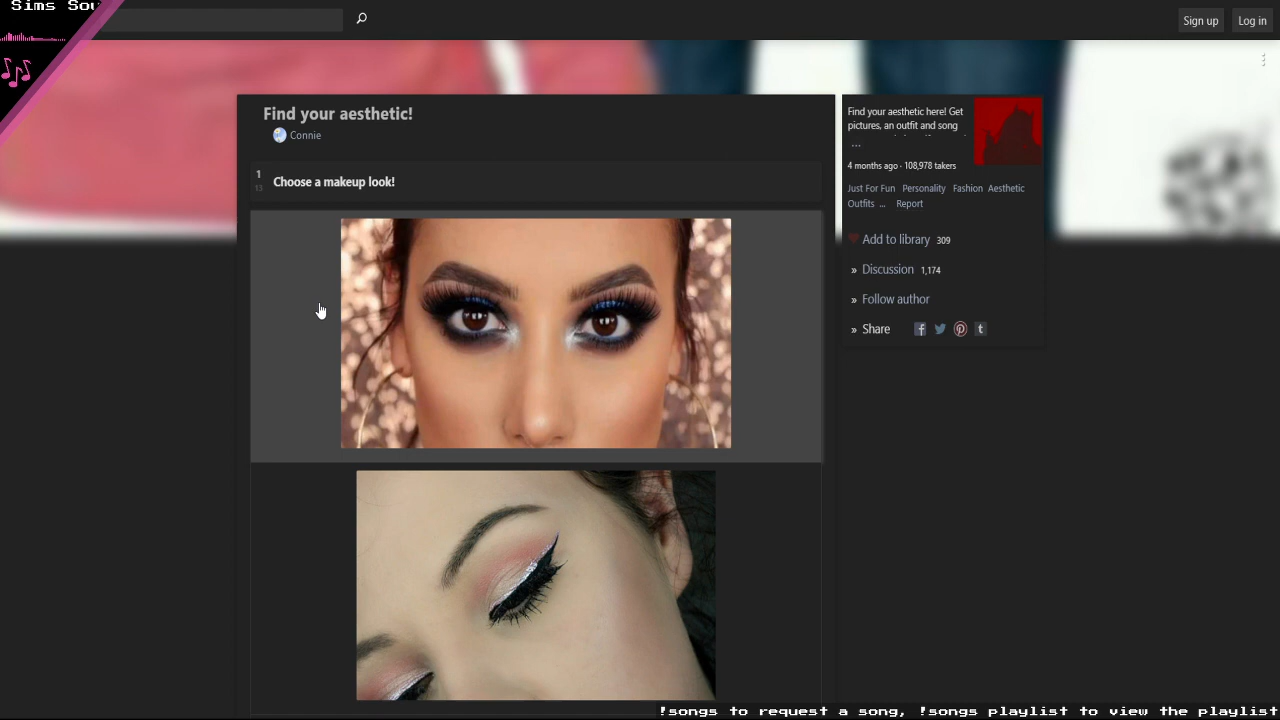 Sims Sou
Sign up
Log in
Find your aesthetic!
Connie
1
13
Choose a makeup look!
Find your aesthetic here! Get
pictures, an outfit and song
...
4 months ago · 108,978 takers
Just For Fun Personality Fashion Aesthetic
Outfits ... Report
Add to library 309
» Discussion 1,174
» Follow author
» Share f t
!songs to request a song, !songs playlist to view the playlist